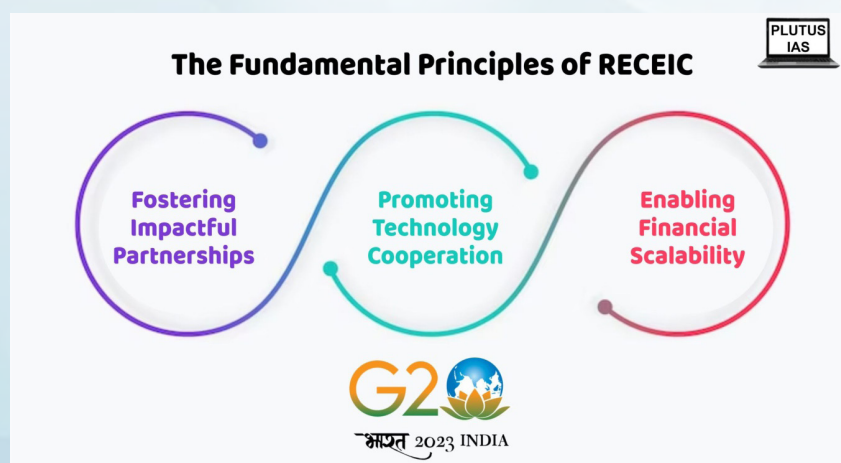 PLUTUS
IAS
The Fundamental Principles of RECEIC
Fostering
Impactful
Partnerships
Promoting
Technology
Cooperation
Enabling
Financial
Scalability
G20
भारत 2023 INDIA